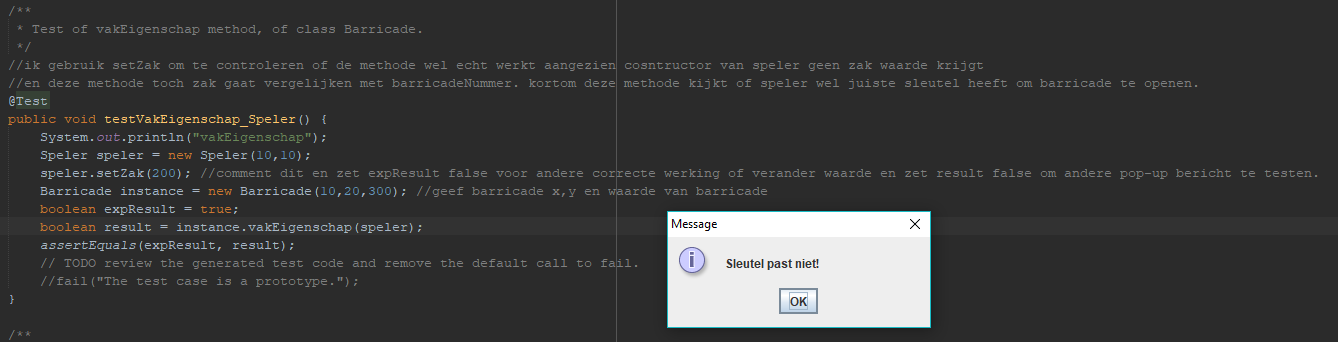 /**
 * Test of vakEigenschap method, of class Barricade.
 */
//ik gebruik setZak om te controleren of de methode wel echt werkt aangezien cosntructor van speler geen zak waarde krijgt
//en deze methode toch zak gaat vergelijken met barricadeNummer. kortom deze methode kijkt of speler wel juiste sleutel heeft om barricade te openen.
@Test
public void testVakEigenschap_Speler() {
    System.out.println("vakEigenschap");
    Speler speler = new Speler(10,10);
    speler.setZak(200); //comment dit en zet expResult false voor andere correcte werking of verander waarde en zet result false om andere pop-up bericht te testen.
    Barricade instance = new Barricade(10,20,300); //geef barricade x,y en waarde van barricade
    boolean expResult = true;
    boolean result = instance.vakEigenschap(speler);
    assertEquals(expResult, result);
    // TODO review the generated test code and remove the default call to fail.
    //fail("The test case is a prototype.");
}
/**
Message
Sleutel past niet!
OK